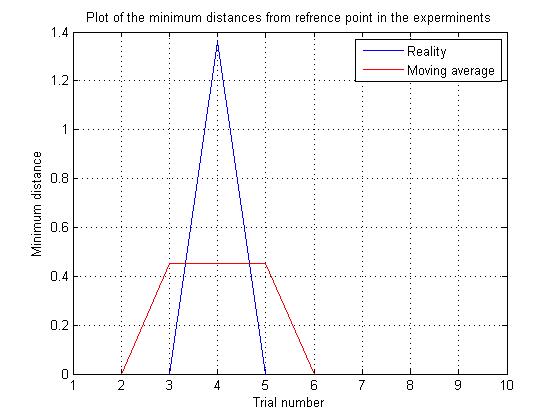 Plot of the minimum distances from refrence point in the experminents
Reality
Moving average
1.4
1.2
1
0.8
0.6
0.4
0.2
0
Minimum distance
1 2 3 4 5 6 7 8 9 10
Trial number